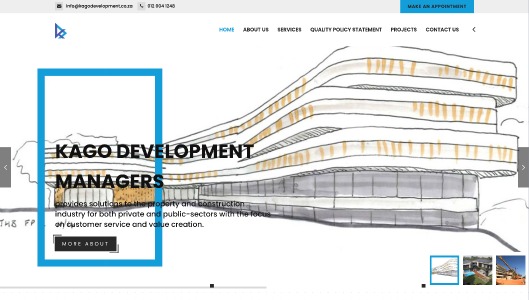 info@kagodevelopment.co.za 012 004 1248
MAKE AN APPOINTMENT
HOME ABOUT US SERVICES QUALITY POLICY STATEMENT PROJECTS CONTACT US
KAGO DEVELOPMENT
MANAGERS
provides solutions to the property and construction
industry for both private and public-sectors with the focus
on customer service and value creation.
THE
MORE ABOUT